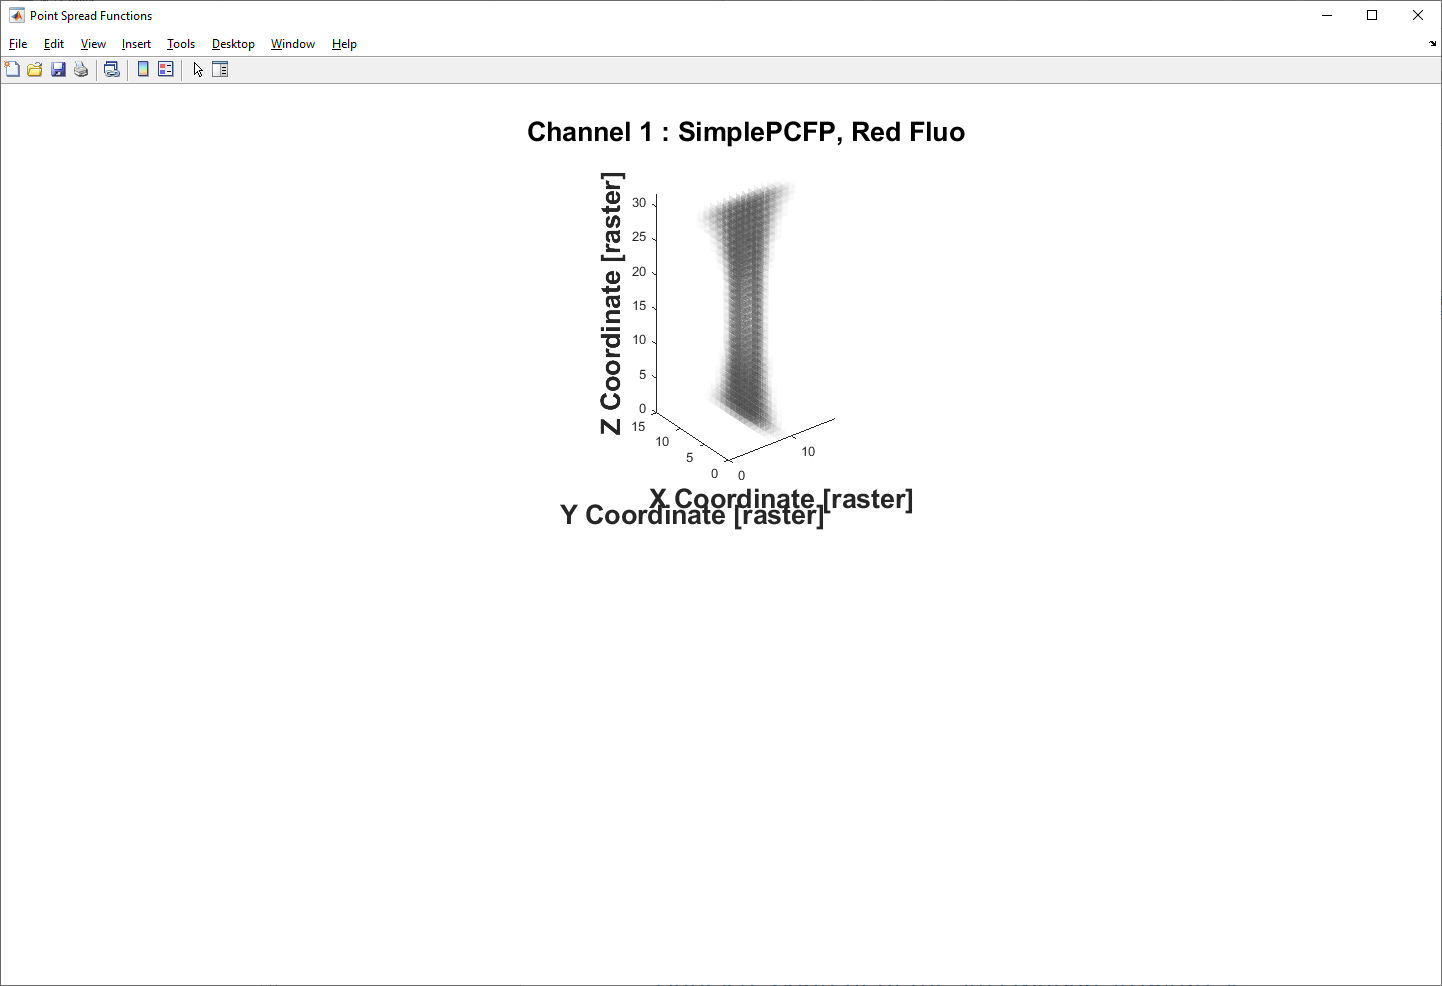 Point Spread Functions
File Edit View Insert Tools Desktop Window Help
Channel 1 : SimplePCFP, Red Fluo
Z Coordinate [raster]
30
25
20
15
10
5
0
15
10
5
0
0
10
X Coordinate [raster]
Y Coordinate [raster]